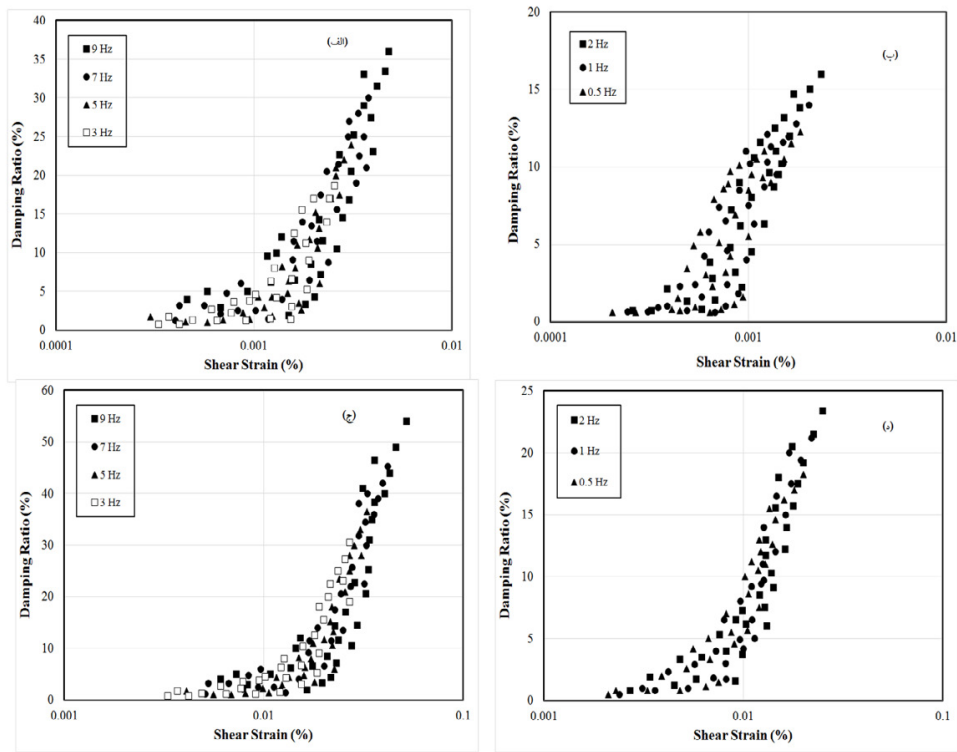 40
35
30
25
20
15
10
5
0
0.0001
0.001
0.01
Damping Ratio (%)
Shear Strain (%)
(الف)
9 Hz
7 Hz
5 Hz
3 Hz
20
15
10
5
0
0.0001
0.001
0.01
Damping Ratio (%)
Shear Strain (%)
(ب)
2 Hz
1 Hz
0.5 Hz
60
50
40
30
20
10
0
0.001
0.01
0.1
Damping Ratio (%)
Shear Strain (%)
(ج)
9 Hz
7 Hz
5 Hz
3 Hz
25
20
15
10
5
0
0.001
0.01
0.1
Damping Ratio (%)
Shear Strain (%)
(د)
2 Hz
1 Hz
0.5 Hz